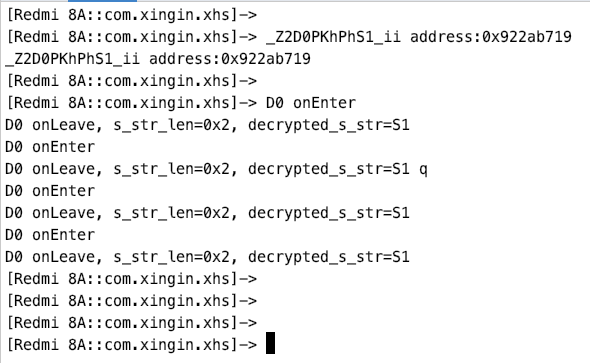 [Redmi 8A::com.xingin.xhs]->
[Redmi 8A::com.xingin.xhs]-> _Z2D0PKhPhS1_ii address:0x922ab719
_Z2D0PKhPhS1_ii address:0x922ab719
[Redmi 8A::com.xingin.xhs]->
[Redmi 8A::com.xingin.xhs]-> D0 onEnter
D0 onLeave, s_str_len=0x2, decrypted_s_str=S1
D0 onEnter
D0 onLeave, s_str_len=0x2, decrypted_s_str=S1 q
D0 onEnter
D0 onLeave, s_str_len=0x2, decrypted_s_str=S1
D0 onEnter
D0 onLeave, s_str_len=0x2, decrypted_s_str=S1
[Redmi 8A::com.xingin.xhs]->
[Redmi 8A::com.xingin.xhs]->
[Redmi 8A::com.xingin.xhs]->
[Redmi 8A::com.xingin.xhs]->